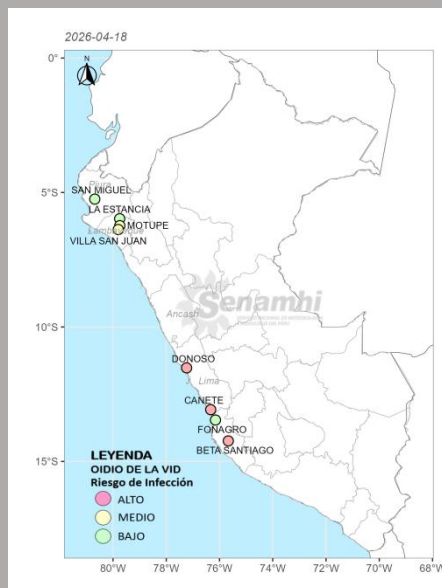 2026-04-18
N
0°
5°S
10°S
15°S
Piura
SAN MIGUEL
LA ESTANCIA
MOTUPE
Lambayeque
VILLA SAN JUAN
Senamhi
Ancash
DONOSO
Lima
CANETE
FONAGRO
BETA SANTIAGO
LEYENDA
OIDIO DE LA VID
Riesgo de Infección
ALTO
MEDIO
BAJO
80°W 78°W 76°W 74°W 72°W 70°W 68°W